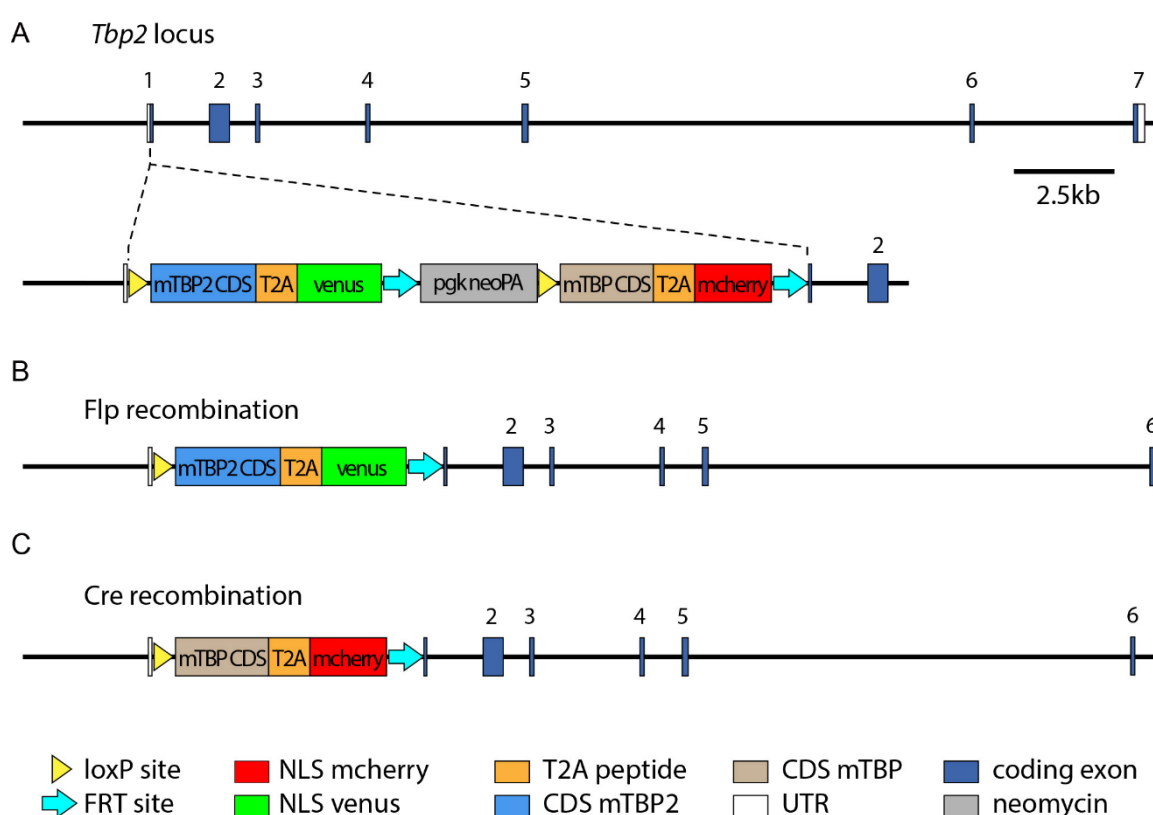 A Tbp2 locus
1 2 3 4 5 6 7
2.5kb
2
mTBP2 CDS T2A venus pgk neoPA mTBP CDS T2A mcherry
B
Flp recombination
2 3 4 5 6
mTBP2 CDS T2A venus
C
Cre recombination
2 3 4 5 6
mTBP CDS T2A mcherry
loxP site NLS mcherry T2A peptide CDS mTBP coding exon
FRT site NLS venus CDS mTBP2 UTR neomycin